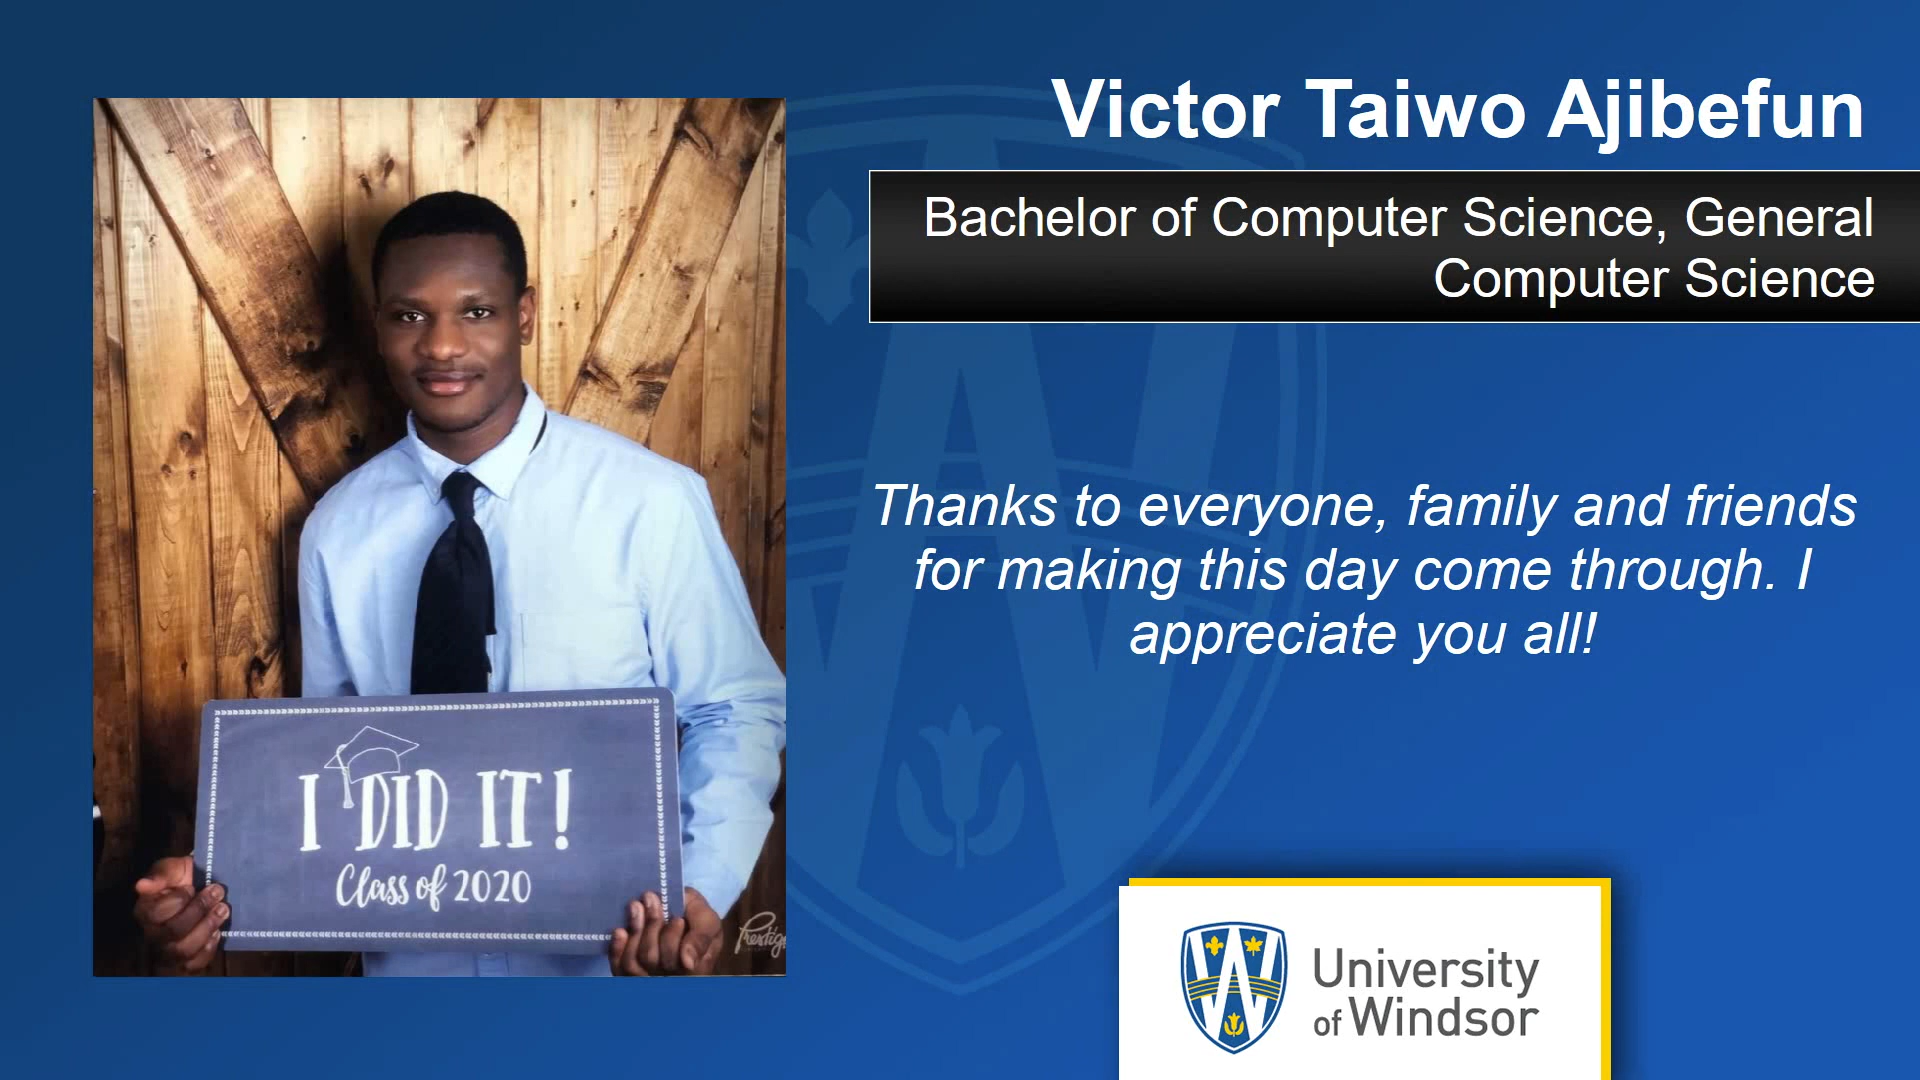 Victor Taiwo Ajibefun
Bachelor of Computer Science, General
Computer Science
Thanks to everyone, family and friends
for making this day come through. I
appreciate you all!
I DID IT!
Class of 2020
University
of Windsor